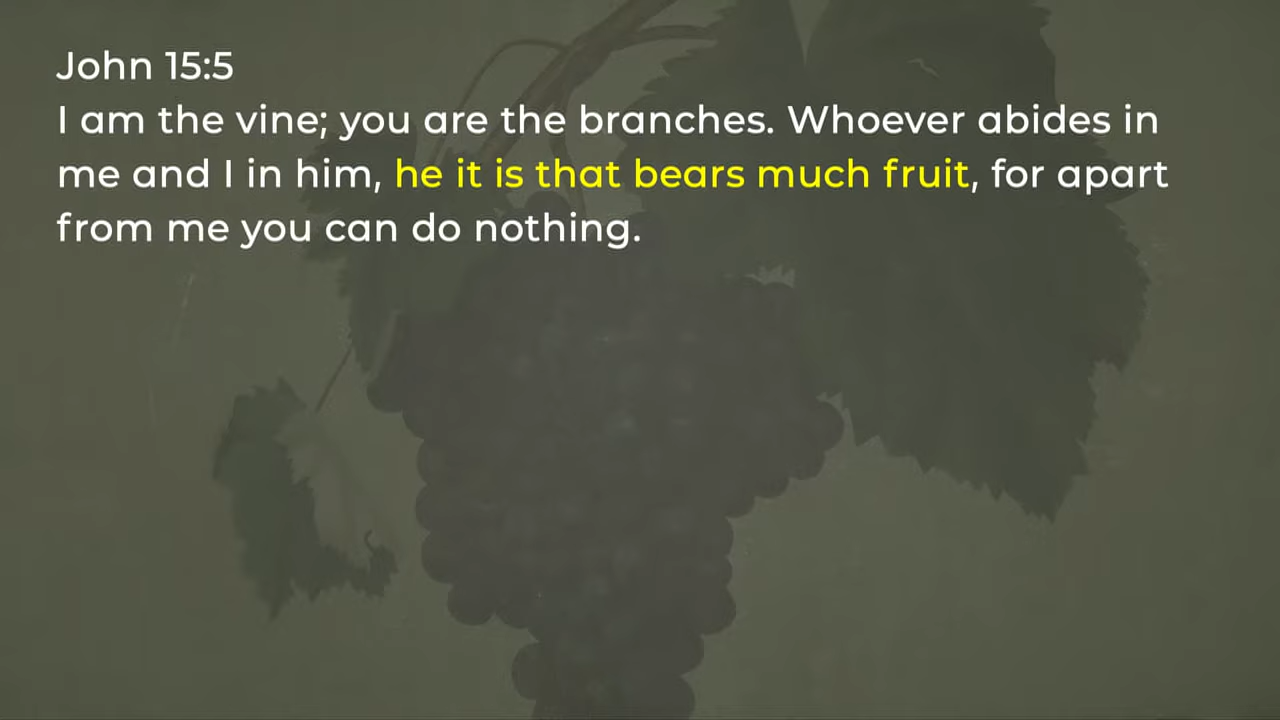 John 15:5
I am the vine; you are the branches. Whoever abides in
me and I in him, he it is that bears much fruit, for apart
from me you can do nothing.